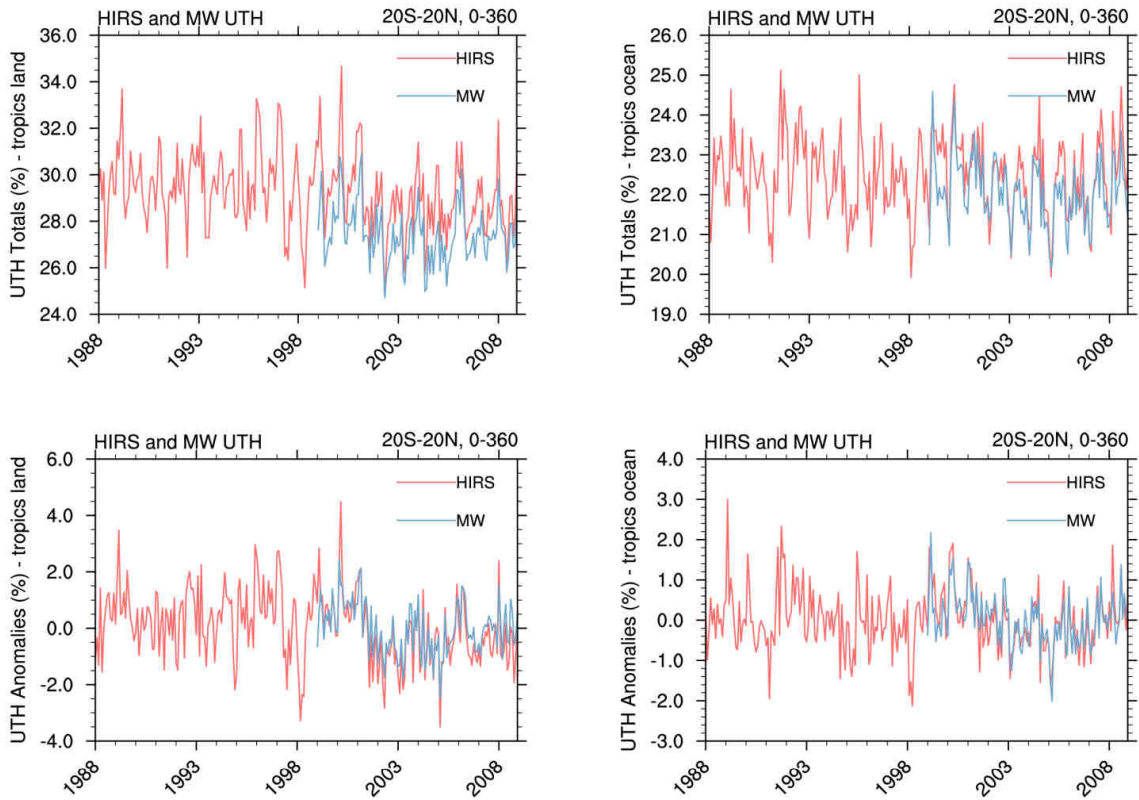 HIRS and MW UTH 20S-20N, 0-360
UTH Totals (%) - tropics land
36.0
34.0
32.0
30.0
28.0
26.0
24.0
HIRS
MW
1988 1993 1998 2003 2008
HIRS and MW UTH 20S-20N, 0-360
UTH Totals (%) - tropics ocean
26.0
25.0
24.0
23.0
22.0
21.0
20.0
19.0
HIRS
MW
1988 1993 1998 2003 2008
HIRS and MW UTH 20S-20N, 0-360
UTH Anomalies (%) - tropics land
6.0
4.0
2.0
0.0
-2.0
-4.0
HIRS
MW
1988 1993 1998 2003 2008
HIRS and MW UTH 20S-20N, 0-360
UTH Anomalies (%) - tropics ocean
4.0
3.0
2.0
1.0
0.0
-1.0
-2.0
-3.0
HIRS
MW
1988 1993 1998 2003 2008